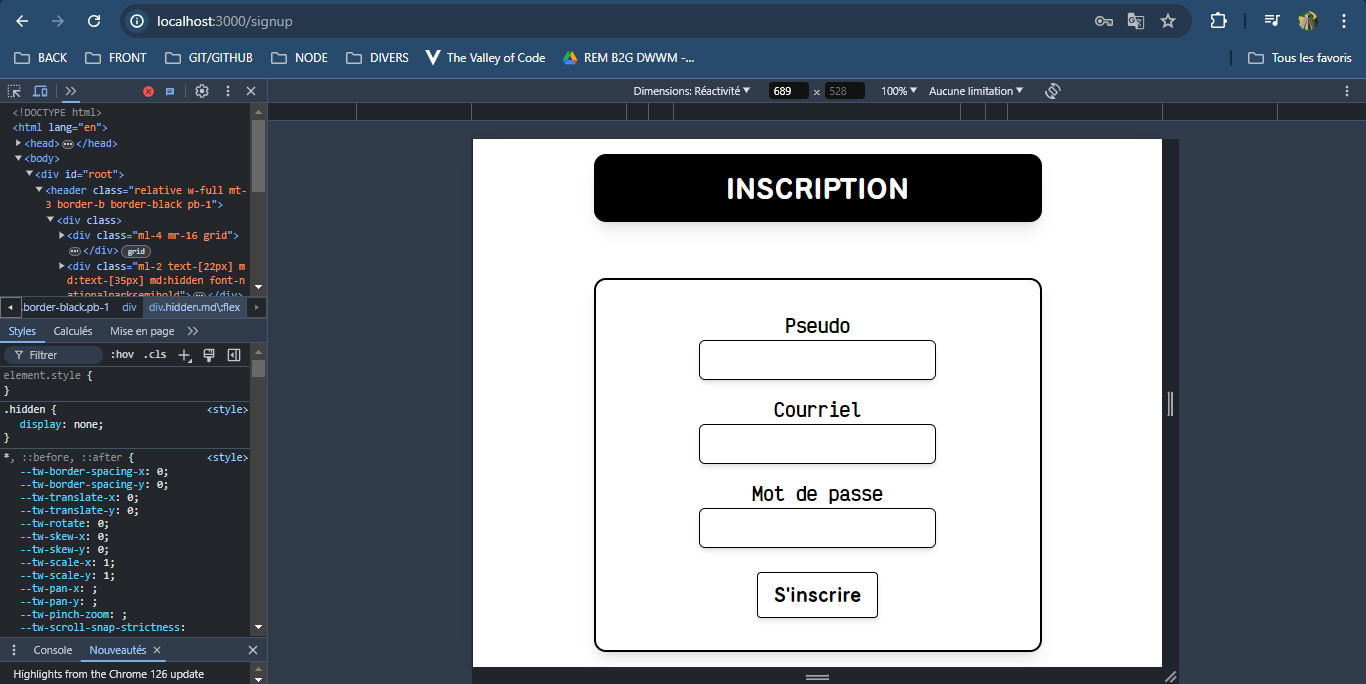 localhost:3000/signup
BACK FRONT GIT/GITHUB NODE DIVERS The Valley of Code REM B2G DWWM -... Tous les favoris
Dimensions: Réactivité 689 x 528 100% Aucune limitation
<!DOCTYPE html>
<html lang="en">
<head> ... </head>
<body>
<div id="root">
<header class="relative w-full mt-
3 border-b border-black pb-1">
<div class>
<div class="ml-4 mr-16 grid">
... </div> grid
<div class="ml-2 text-[22px] m
d:text-[35px] md:hidden font-n
ationalparksemibold"> ... </div>
.border-black.pb-1 div div.hidden.md\:flex
Styles Calculés Mise en page
Filtrer :hov .cls
element.style {
}
.hidden { <style>
display: none;
}
*, ::before, ::after { <style>
--tw-border-spacing-x: 0;
--tw-border-spacing-y: 0;
--tw-translate-x: 0;
--tw-translate-y: 0;
--tw-rotate: 0;
--tw-skew-x: 0;
--tw-skew-y: 0;
--tw-scale-x: 1;
--tw-scale-y: 1;
--tw-pan-x: ;
--tw-pan-y: ;
--tw-pinch-zoom: ;
--tw-scroll-snap-strictness:
Console Nouveautés
Highlights from the Chrome 126 update
INSCRIPTION
Pseudo
Courriel
Mot de passe
S'inscrire